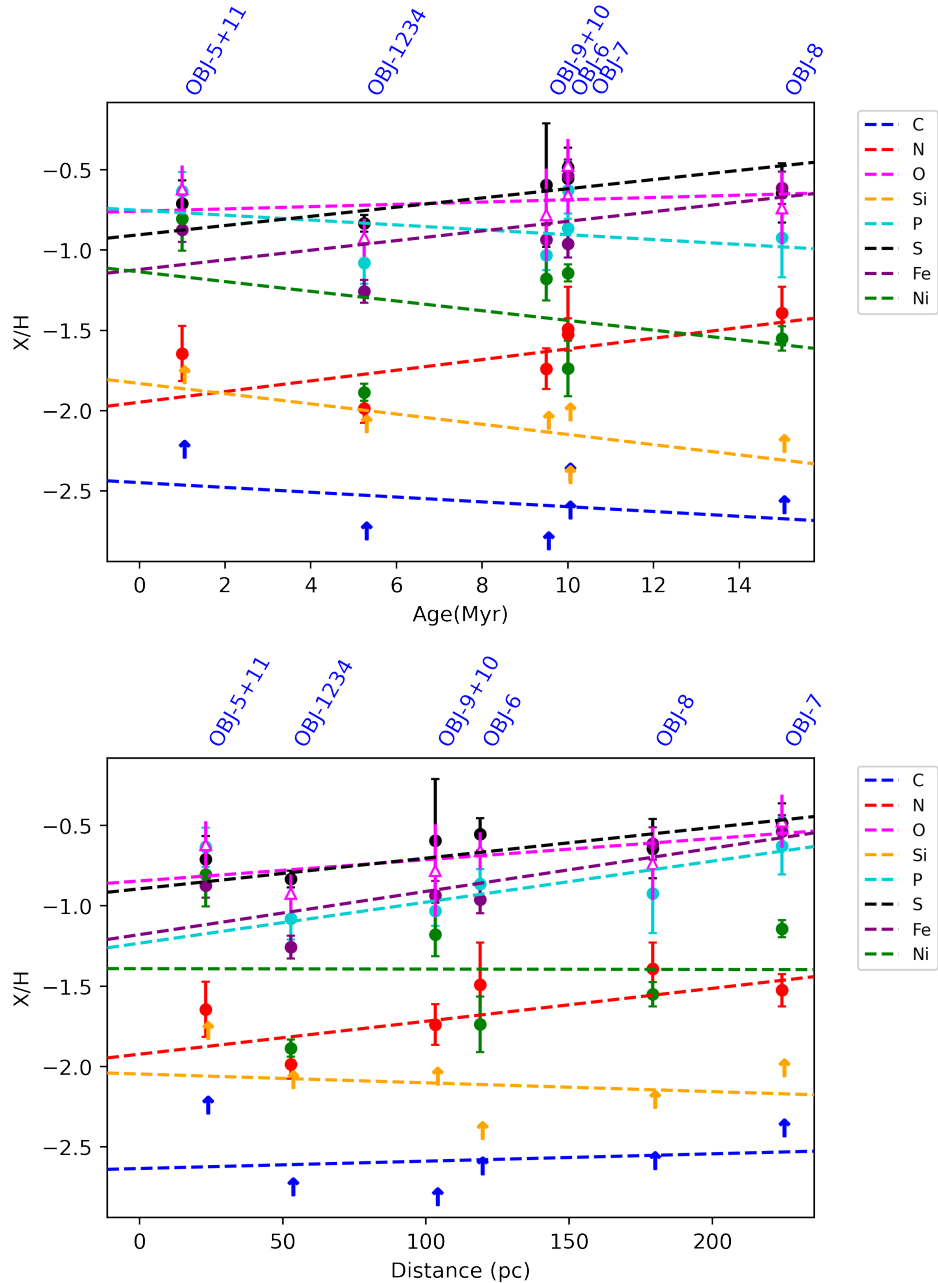 OBJ-5+11
OBJ-1234
OBJ-9+10
OBJ-6
OBJ-7
OBJ-8
X/H
−0.5
−1.0
−1.5
−2.0
−2.5
0 2 4 6 8 10 12 14
Age(Myr)
C
N
O
Si
P
S
Fe
Ni
OBJ-5+11
OBJ-1234
OBJ-9+10
OBJ-6
OBJ-8
OBJ-7
X/H
−0.5
−1.0
−1.5
−2.0
−2.5
0 50 100 150 200
Distance (pc)
C
N
O
Si
P
S
Fe
Ni